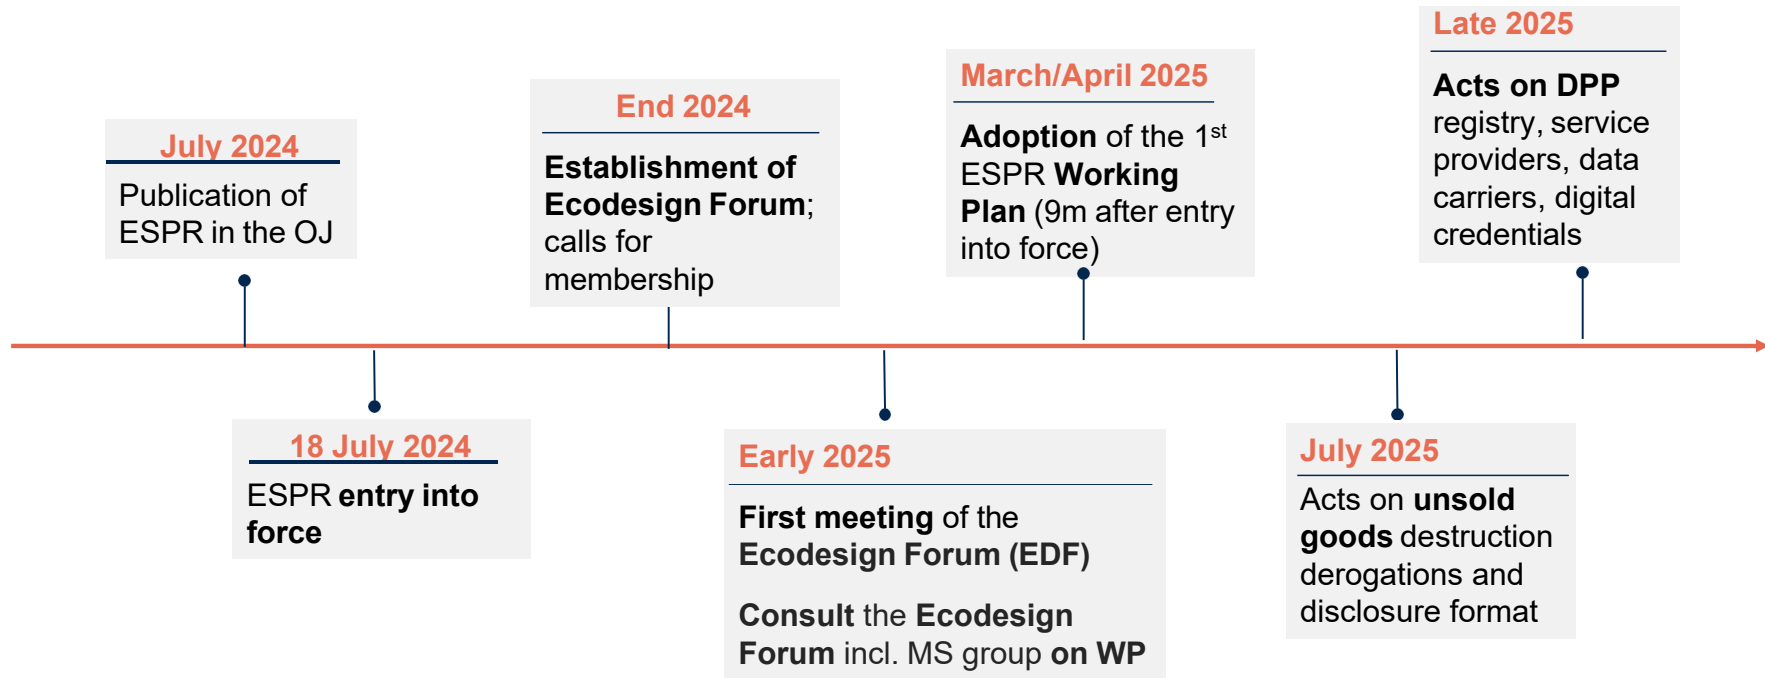 July 2024
Publication of
ESPR in the OJ
18 July 2024
ESPR entry into
force
End 2024
Establishment of
Ecodesign Forum;
calls for
membership
Early 2025
First meeting of the
Ecodesign Forum (EDF)
Consult the Ecodesign
Forum incl. MS group on WP
March/April 2025
Adoption of the 1st
ESPR Working
Plan (9m after entry
into force)
July 2025
Acts on unsold
goods destruction
derogations and
disclosure format
Late 2025
Acts on DPP
registry, service
providers, data
carriers, digital
credentials